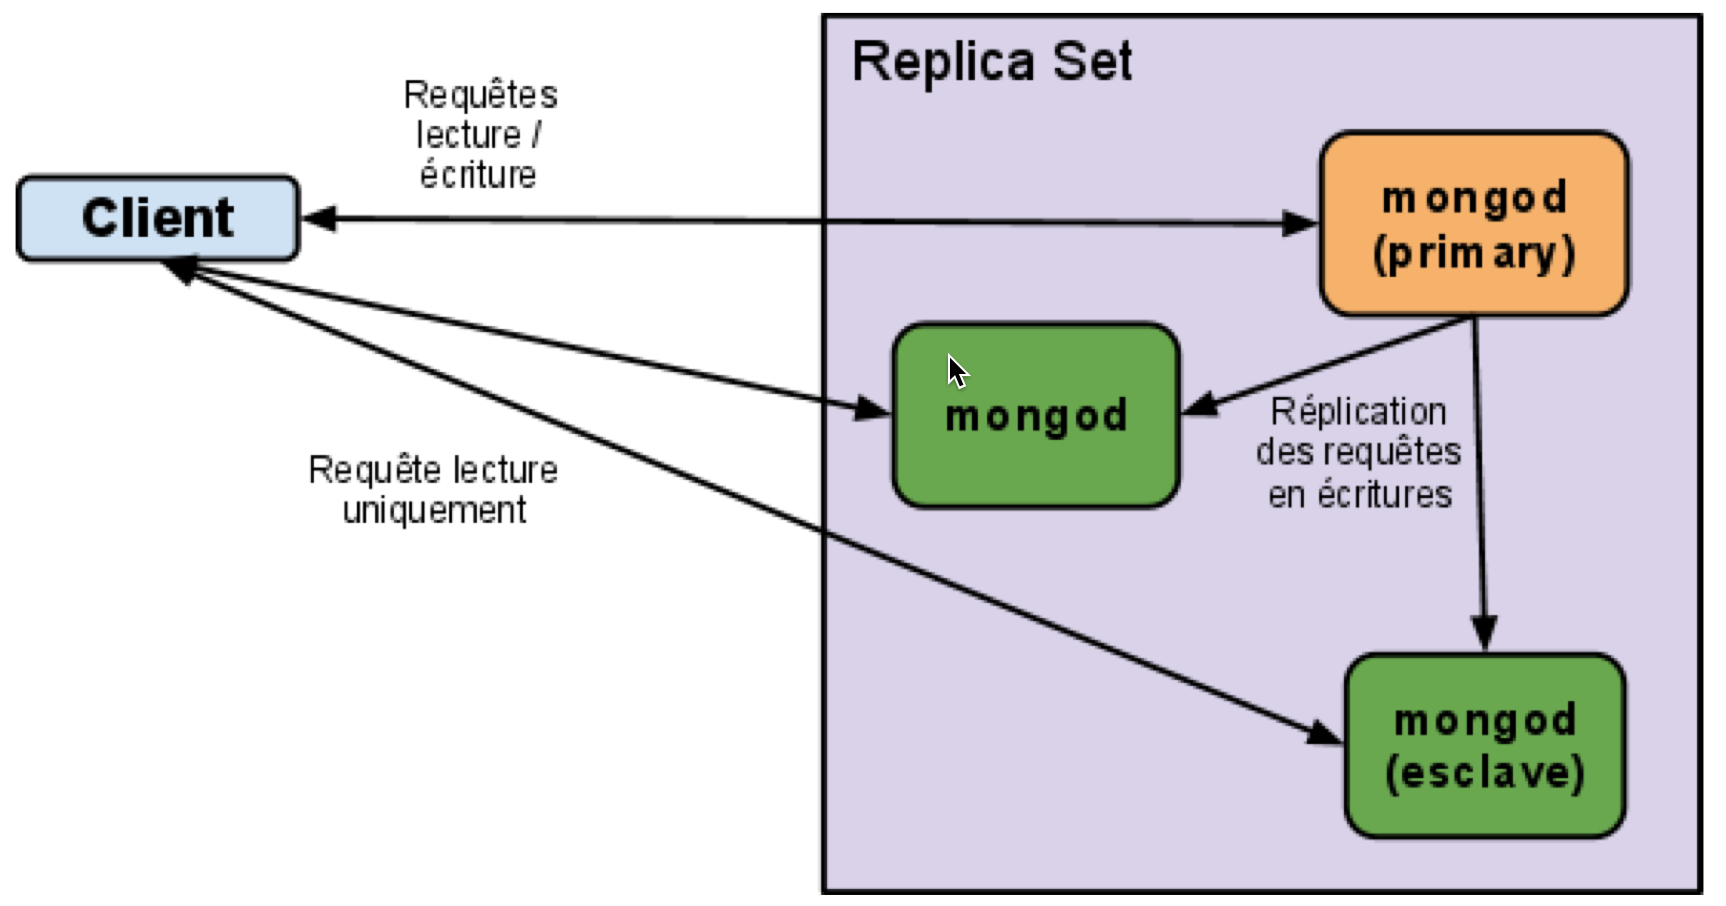 Replica Set
Requêtes
lecture /
écriture
Client
mongod
(primary)
mongod
Réplication
des requêtes
en écritures
Requête lecture
uniquement
mongod
(esclave)